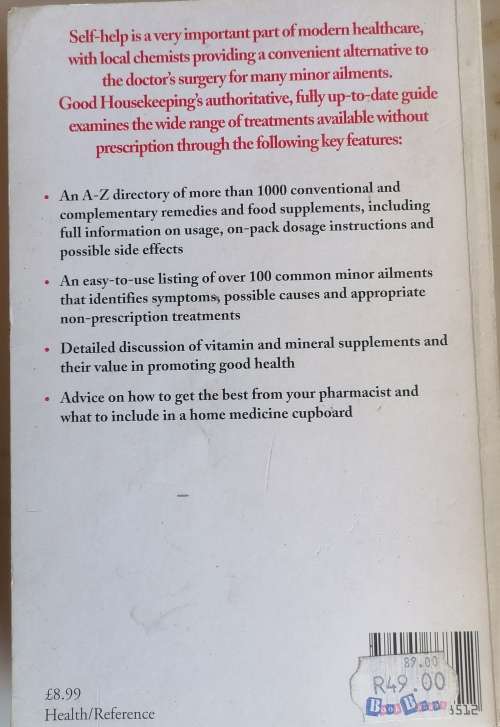 Self-help is a very important part of modern healthcare,
with local chemists providing a convenient alternative to
the doctor's surgery for many minor ailments.
Good Housekeeping's authoritative, fully up-to-date guide
examines the wide range of treatments available without
prescription through the following key features:
• An A-Z directory of more than 1000 conventional and
complementary remedies and food supplements, including
full information on usage, on-pack dosage instructions and
possible side effects
• An easy-to-use listing of over 100 common minor ailments
that identifies symptoms, possible causes and appropriate
non-prescription treatments
• Detailed discussion of vitamin and mineral supplements and
their value in promoting good health
• Advice on how to get the best from your pharmacist and
what to include in a home medicine cupboard
89.00
R49.00
£8.99
Health/Reference